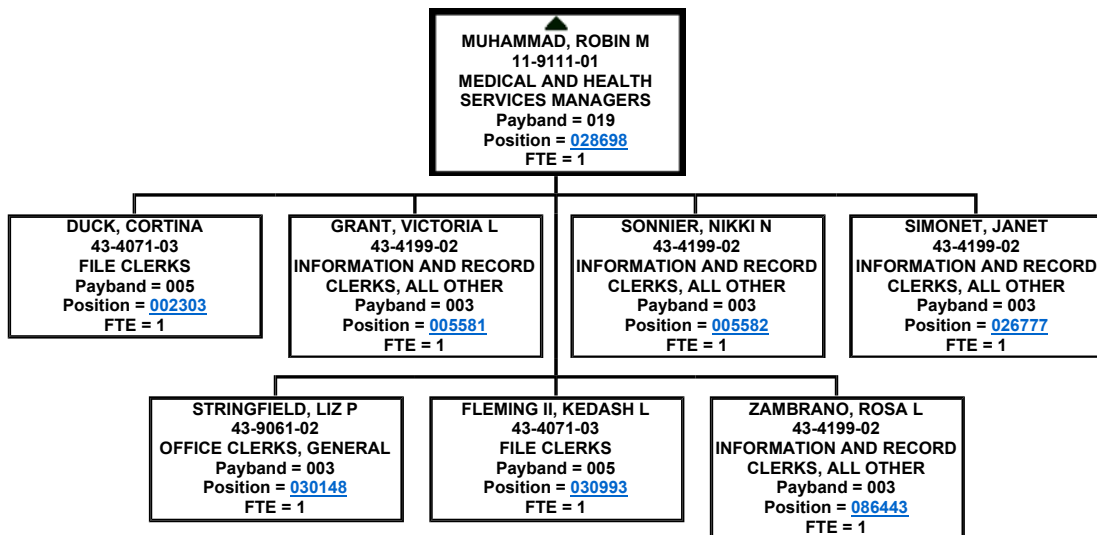 MUHAMMAD, ROBIN M
11-9111-01
MEDICAL AND HEALTH
SERVICES MANAGERS
Payband = 019
Position = 028698
FTE = 1
DUCK, CORTINA
43-4071-03
FILE CLERKS
Payband = 005
Position = 002303
FTE = 1
GRANT, VICTORIA L
43-4199-02
INFORMATION AND RECORD
CLERKS, ALL OTHER
Payband = 003
Position = 005581
FTE = 1
SONNIER, NIKKI N
43-4199-02
INFORMATION AND RECORD
CLERKS, ALL OTHER
Payband = 003
Position = 005582
FTE = 1
SIMONET, JANET
43-4199-02
INFORMATION AND RECORD
CLERKS, ALL OTHER
Payband = 003
Position = 026777
FTE = 1
STRINGFIELD, LIZ P
43-9061-02
OFFICE CLERKS, GENERAL
Payband = 003
Position = 030148
FTE = 1
FLEMING II, KEDASH L
43-4071-03
FILE CLERKS
Payband = 005
Position = 030993
FTE = 1
ZAMBRANO, ROSA L
43-4199-02
INFORMATION AND RECORD
CLERKS, ALL OTHER
Payband = 003
Position = 086443
FTE = 1